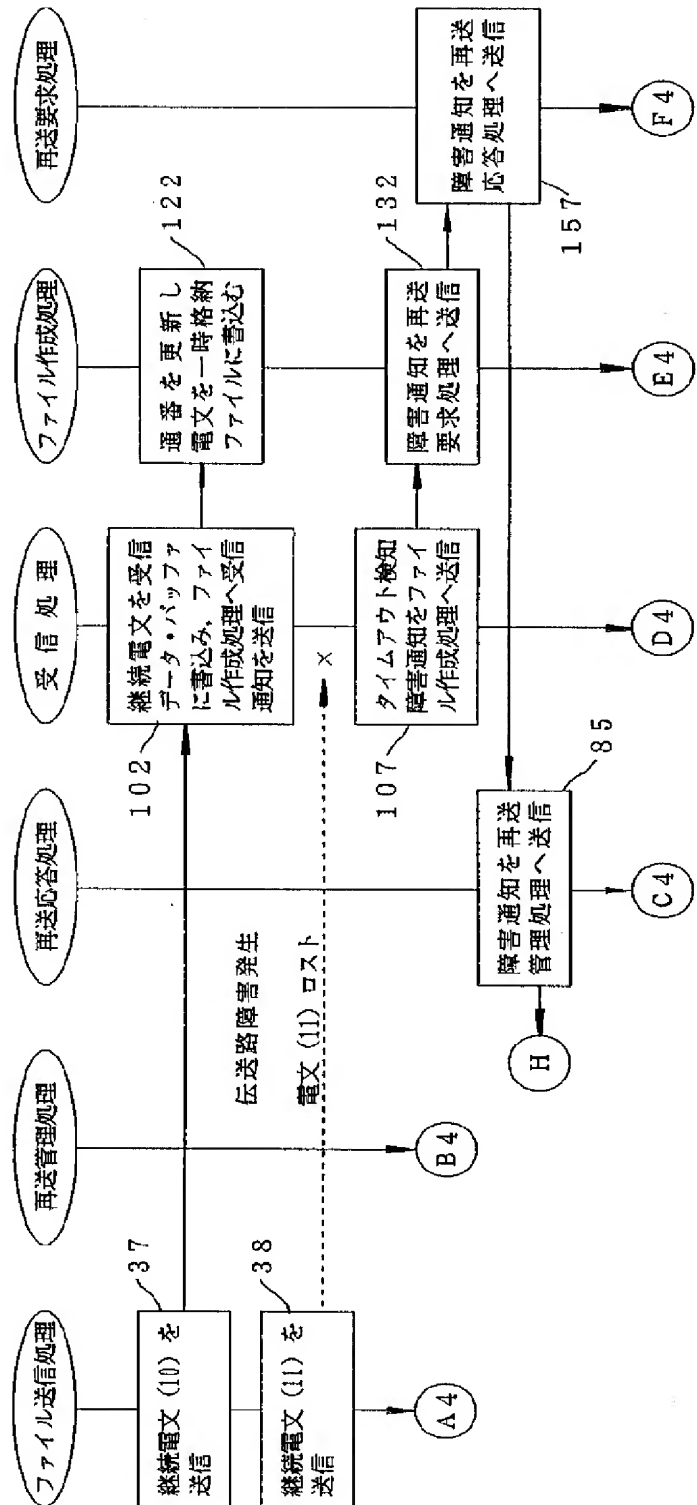 ファイル送信処理
再送管理処理
再送応答処理
受信処理
ファイル作成処理
再送要求処理
継続電文(10)を
送信
37
継続電文を受信
データ・バッファ
に書込み,ファイ
ル作成処理へ受信
通知を送信
102
通番を更新し
電文を一時格納
ファイルに書込む
122
伝送路障害発生
継続電文(11)を
送信
38
電文(11)ロスト
×
タイムアウト検知
障害通知をファイ
ル作成処理へ送信
107
障害通知を再送
要求処理へ送信
132
障害通知を再送
応答処理へ送信
157
障害通知を再送
管理処理へ送信
85
H
A4
B4
C4
D4
E4
F4